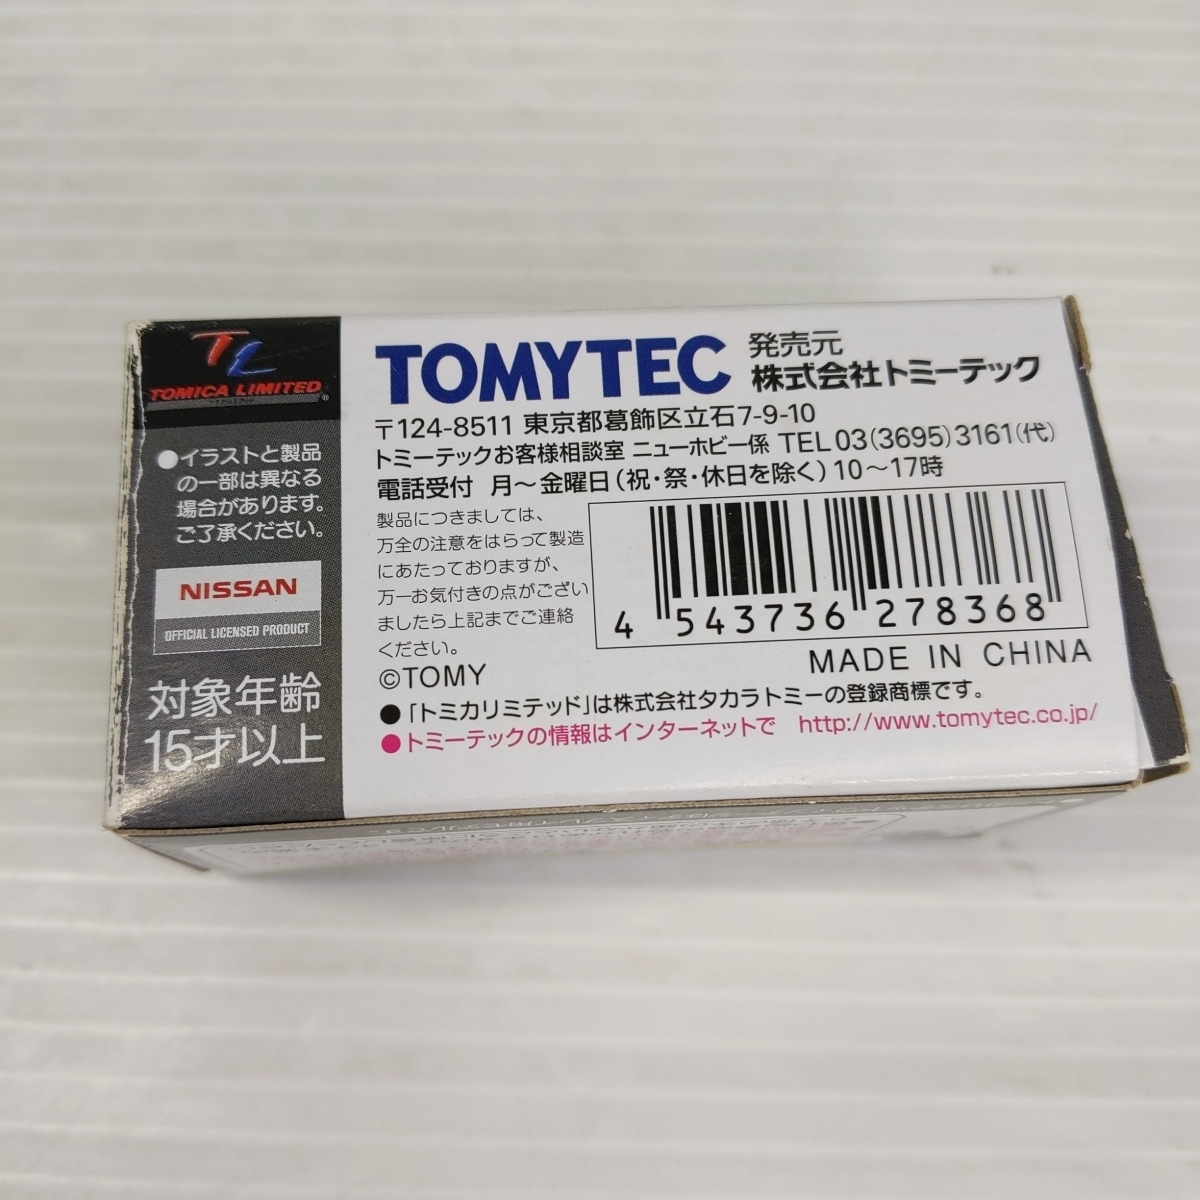 TL
TOMICA LIMITED
®
●イラストと製品
の一部は異なる
場合があります。
ご了承ください。
NISSAN
OFFICIAL LICENSED PRODUCT
対象年齢
15才以上
TOMYTEC
発売元
株式会社トミーテック
〒124-8511 東京都葛飾区立石7-9-10
トミーテックお客様相談室 ニューホビー係 TEL 03(3695)3161(代)
電話受付 月〜金曜日(祝・祭・休日を除く)10〜17時
製品につきましては、
万全の注意をはらって製造
にあたっておりますが、
万一お気付きの点がござい
ましたら上記までご連絡
ください。
©TOMY
4 543736 278368
MADE IN CHINA
●「トミカリミテッド」は株式会社タカラトミーの登録商標です。
●トミーテックの情報はインターネットで http://www.tomytec.co.jp/